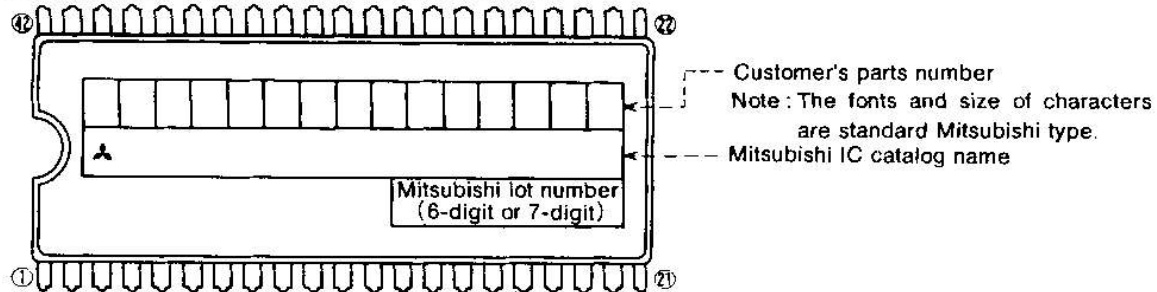 ㊷
㉒
Customer's parts number
Note : The fonts and size of characters
are standard Mitsubishi type.
Mitsubishi IC catalog name
Mitsubishi lot number
(6-digit or 7-digit)
①
㉑